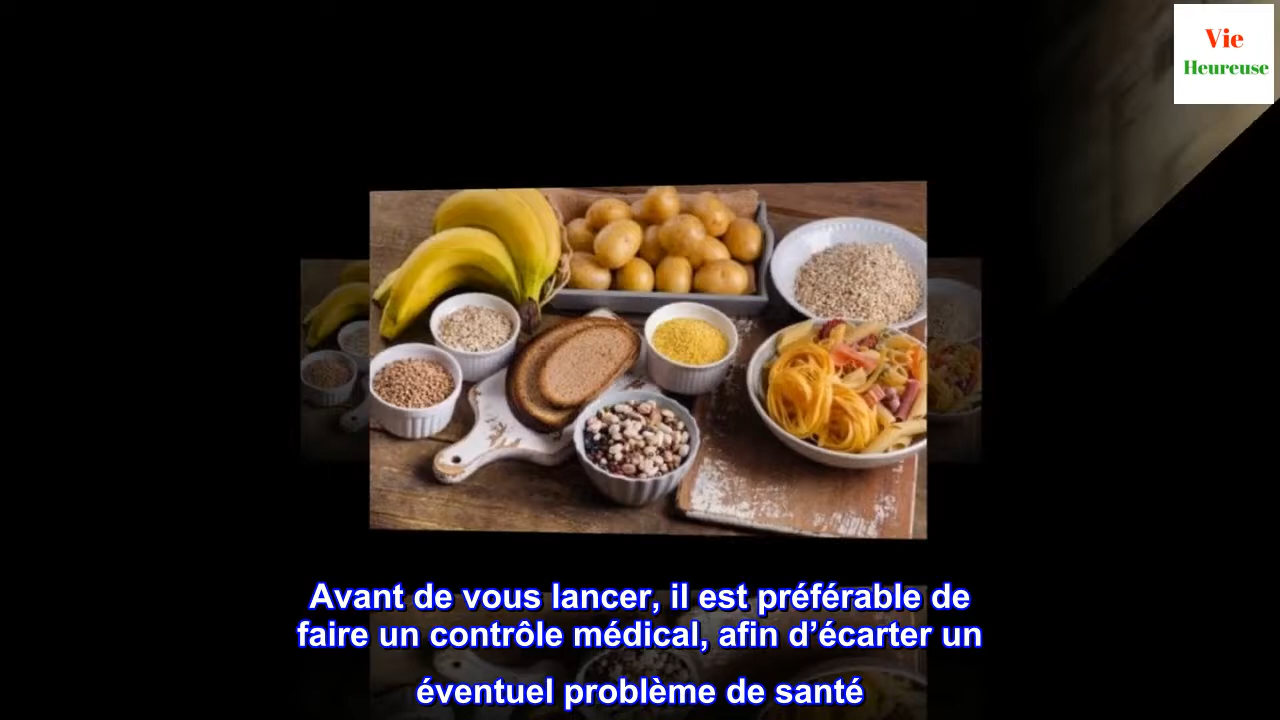 Vie
Heureuse
Avant de vous lancer, il est préférable de
faire un contrôle médical, afin d’écarter un
éventuel problème de santé